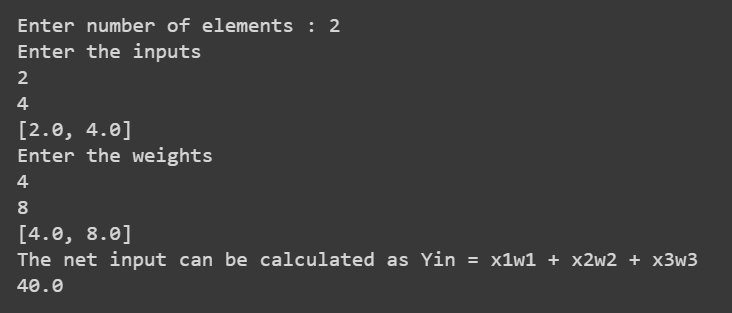 Enter number of elements : 2
Enter the inputs
2
4
[2.0, 4.0]
Enter the weights
4
8
[4.0, 8.0]
The net input can be calculated as Yin = x1w1 + x2w2 + x3w3
40.0